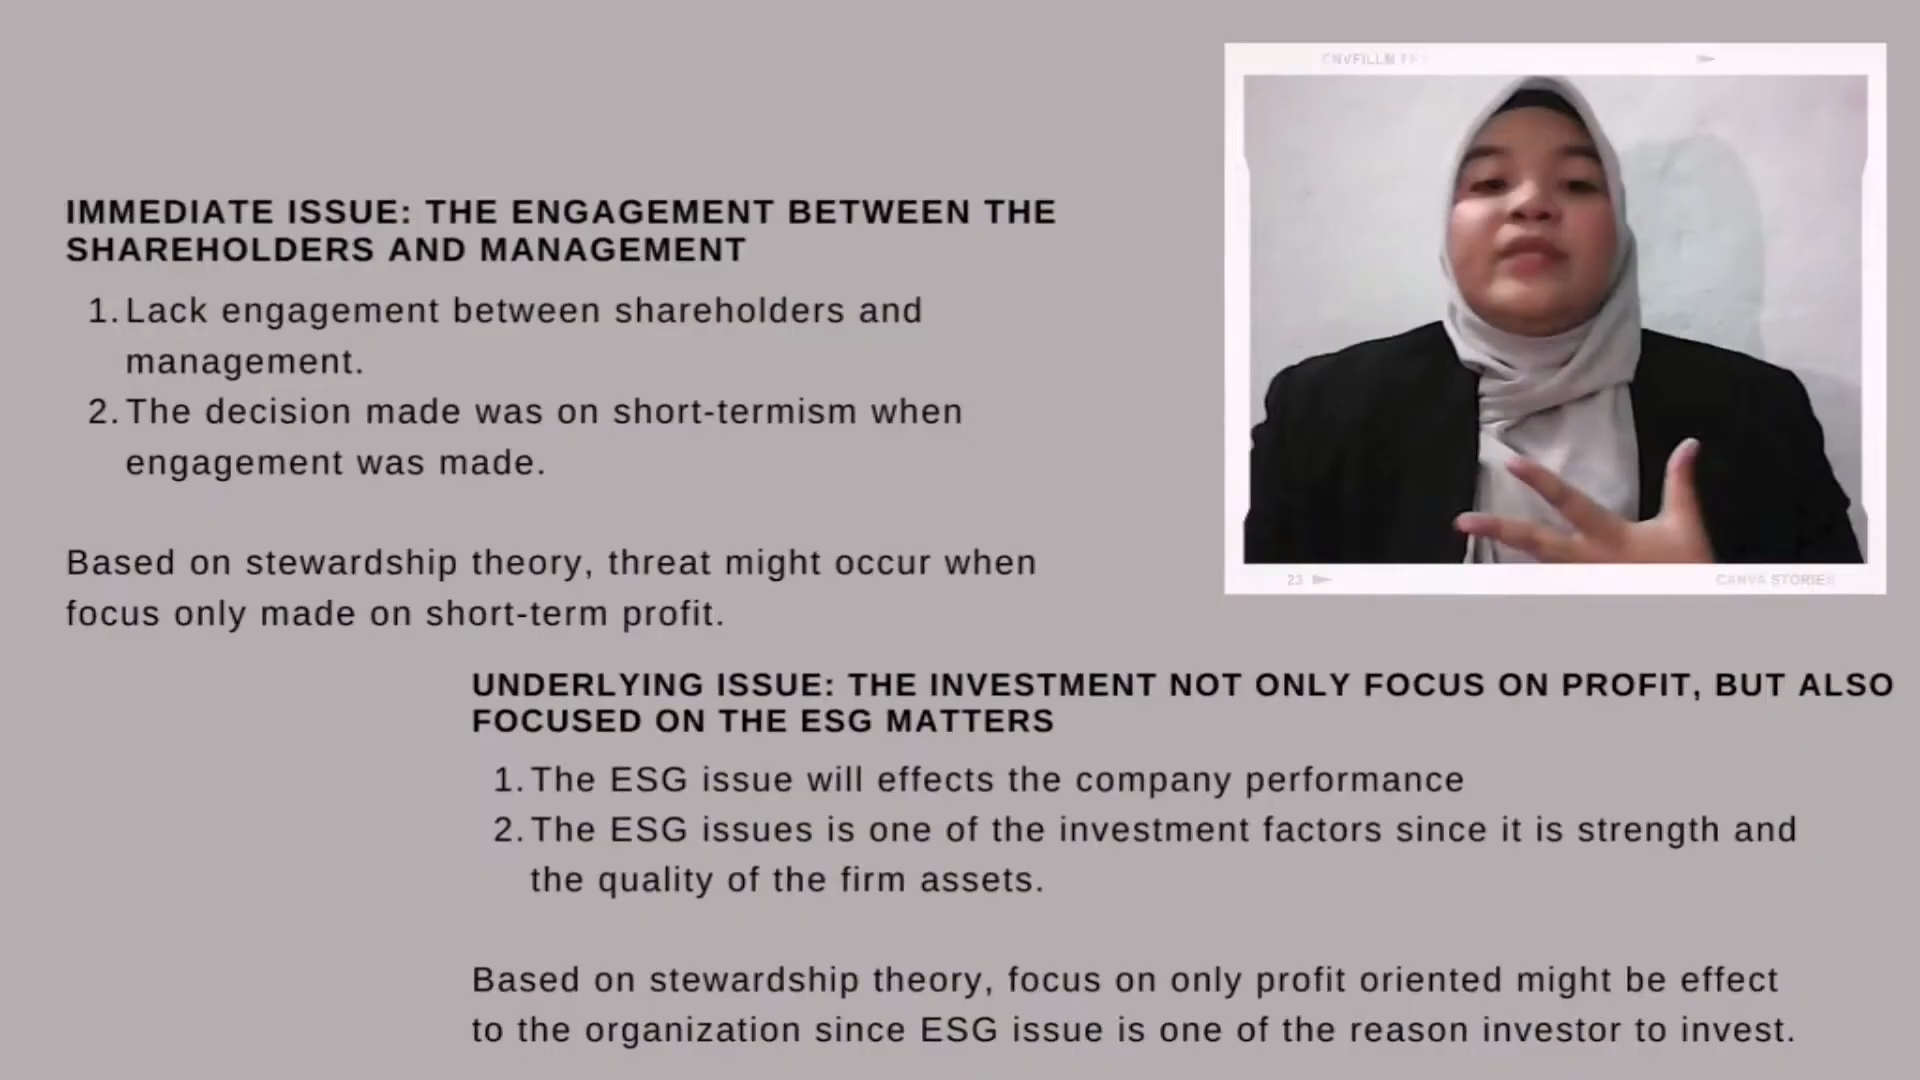 IMMEDIATE ISSUE: THE ENGAGEMENT BETWEEN THE
SHAREHOLDERS AND MANAGEMENT
1. Lack engagement between shareholders and
management.
2. The decision made was on short-termism when
engagement was made.
Based on stewardship theory, threat might occur when
focus only made on short-term profit.
23
CANVA STORIES
UNDERLYING ISSUE: THE INVESTMENT NOT ONLY FOCUS ON PROFIT, BUT ALSO
FOCUSED ON THE ESG MATTERS
1. The ESG issue will effects the company performance
2. The ESG issues is one of the investment factors since it is strength and
the quality of the firm assets.
Based on stewardship theory, focus on only profit oriented might be effect
to the organization since ESG issue is one of the reason investor to invest.